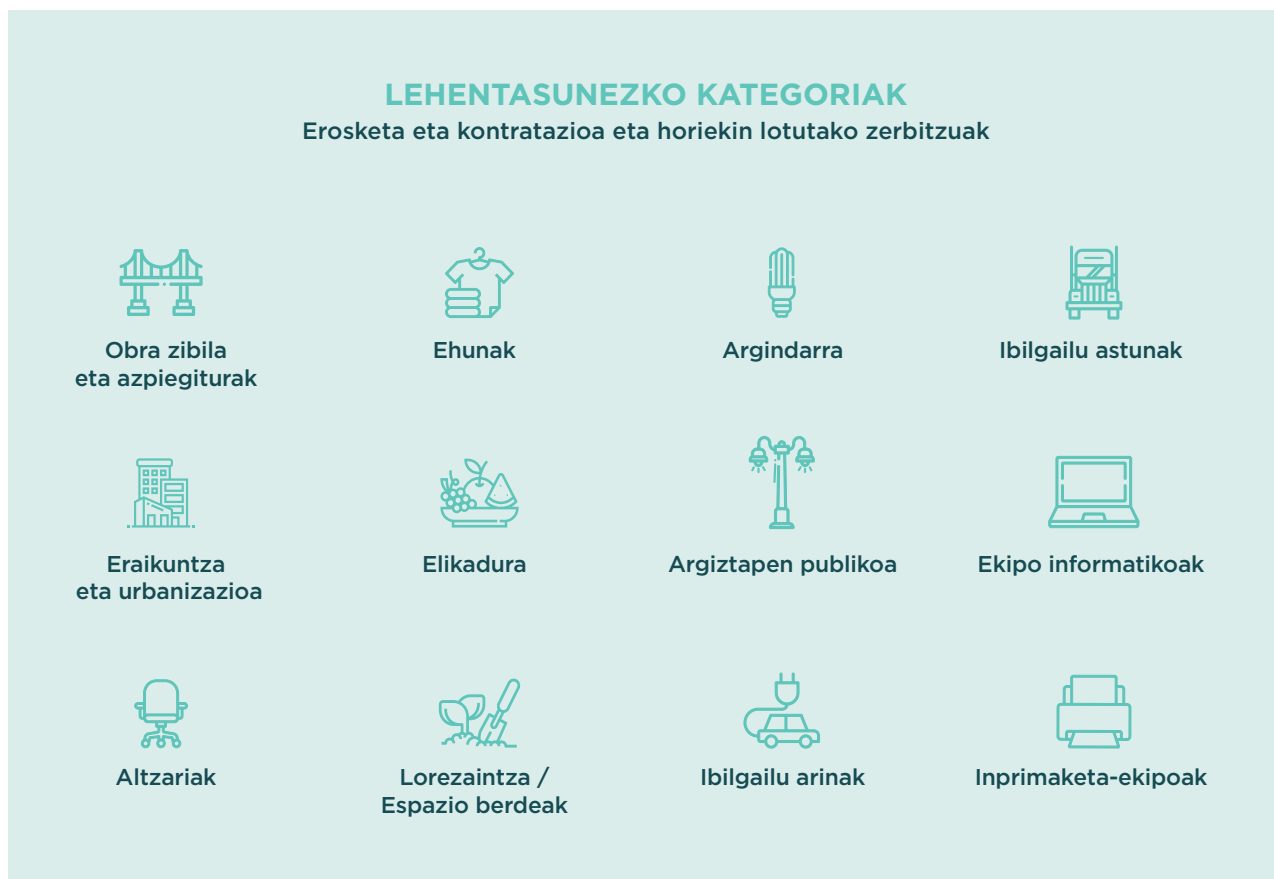 LEHENTASUNEZKO KATEGORIAK
Erosketa eta kontratazioa eta horiekin lotutako zerbitzuak
Obra zibila
eta azpiegiturak
Ehunak
Argindarra
Ibilgailu astunak
Eraikuntza
eta urbanizazioa
Elikadura
Argiztapen publikoa
Ekipo informatikoak
Altzariak
Lorezaintza /
Espazio berdeak
Ibilgailu arinak
Inprimaketa-ekipoak